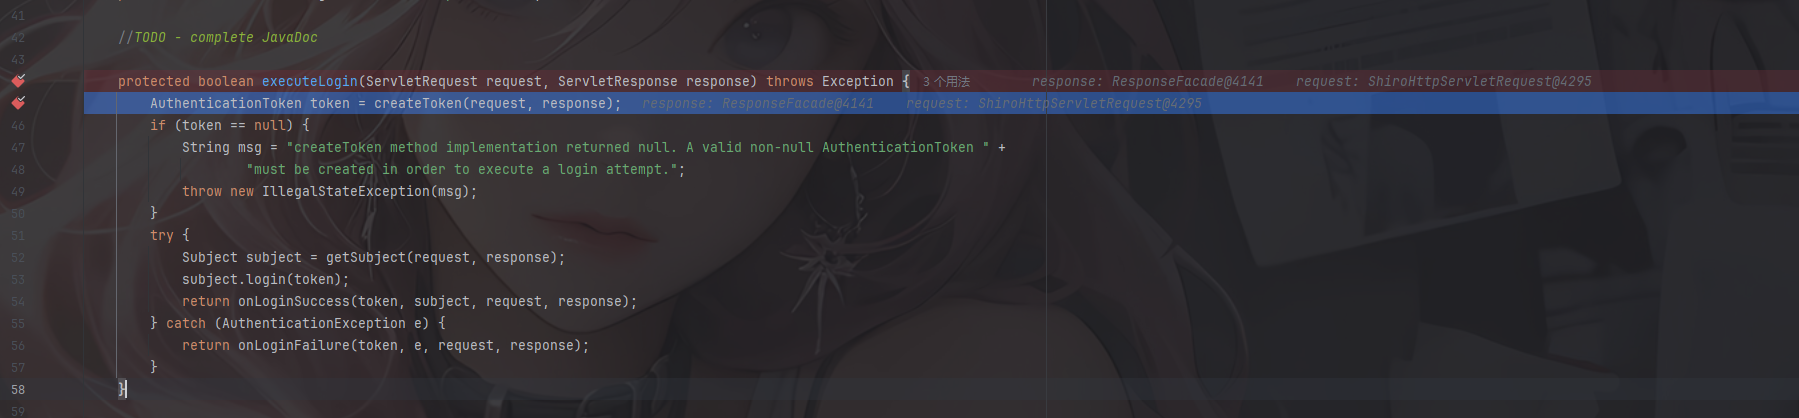 41
42 //TODO - complete JavaDoc
43
protected boolean executeLogin(ServletRequest request, ServletResponse response) throws Exception { 3 个用法 response: ResponseFacade@4141 request: ShiroHttpServletRequest@4295
AuthenticationToken token = createToken(request, response); response: ResponseFacade@4141 request: ShiroHttpServletRequest@4295
46 if (token == null) {
47 String msg = "createToken method implementation returned null. A valid non-null AuthenticationToken " +
48 "must be created in order to execute a login attempt.";
49 throw new IllegalStateException(msg);
50 }
51 try {
52 Subject subject = getSubject(request, response);
53 subject.login(token);
54 return onLoginSuccess(token, subject, request, response);
55 } catch (AuthenticationException e) {
56 return onLoginFailure(token, e, request, response);
57 }
58 }
59